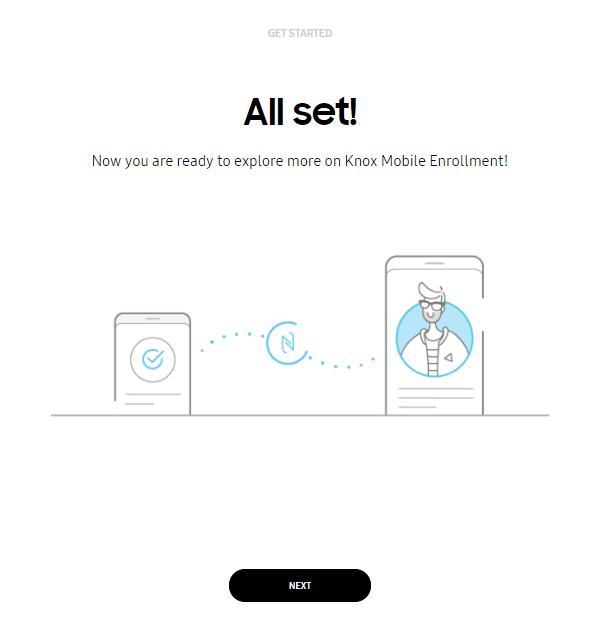 GET STARTED
All set!
Now you are ready to explore more on Knox Mobile Enrollment!
NEXT